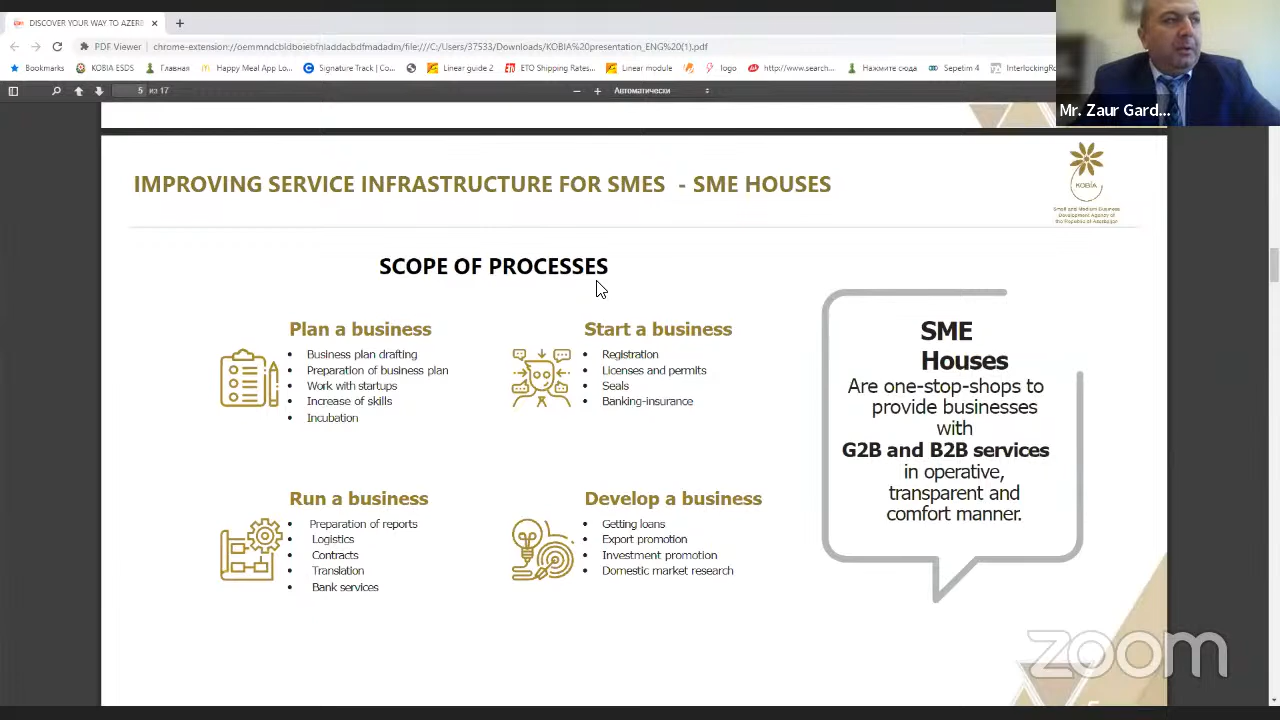 DISCOVER YOUR WAY TO AZER
PDF Viewer
chrome-extension://oemmndcbldboiebfnladdacbdfmadadm/file:///C:/Users/37533/Downloads/KOBIA%20presentation_ENG%20(1).pdf
Bookmarks
KOBIA ESDS
Главная
Happy Meal App Lo...
Signature Track | Co...
Linear guide 2
ETO Shipping Rates...
Linear module
logo
http://www.search...
Нажмите сюда
Sepetim 4
InterlockingRo
5 из 17
Автоматически
Mr. Zaur Gard...
IMPROVING SERVICE INFRASTRUCTURE FOR SMES - SME HOUSES
KOBİA
Small and Medium Business
Development Agency of
the Republic of Azerbaijan
SCOPE OF PROCESSES
Plan a business
• Business plan drafting
• Preparation of business plan
• Work with startups
• Increase of skills
• Incubation
Start a business
• Registration
• Licenses and permits
• Seals
• Banking-insurance
Run a business
• Preparation of reports
• Logistics
• Contracts
• Translation
• Bank services
Develop a business
• Getting loans
• Export promotion
• Investment promotion
• Domestic market research
SME
Houses
Are one-stop-shops to
provide businesses
with
G2B and B2B services
in operative,
transparent and
comfort manner.
zoom